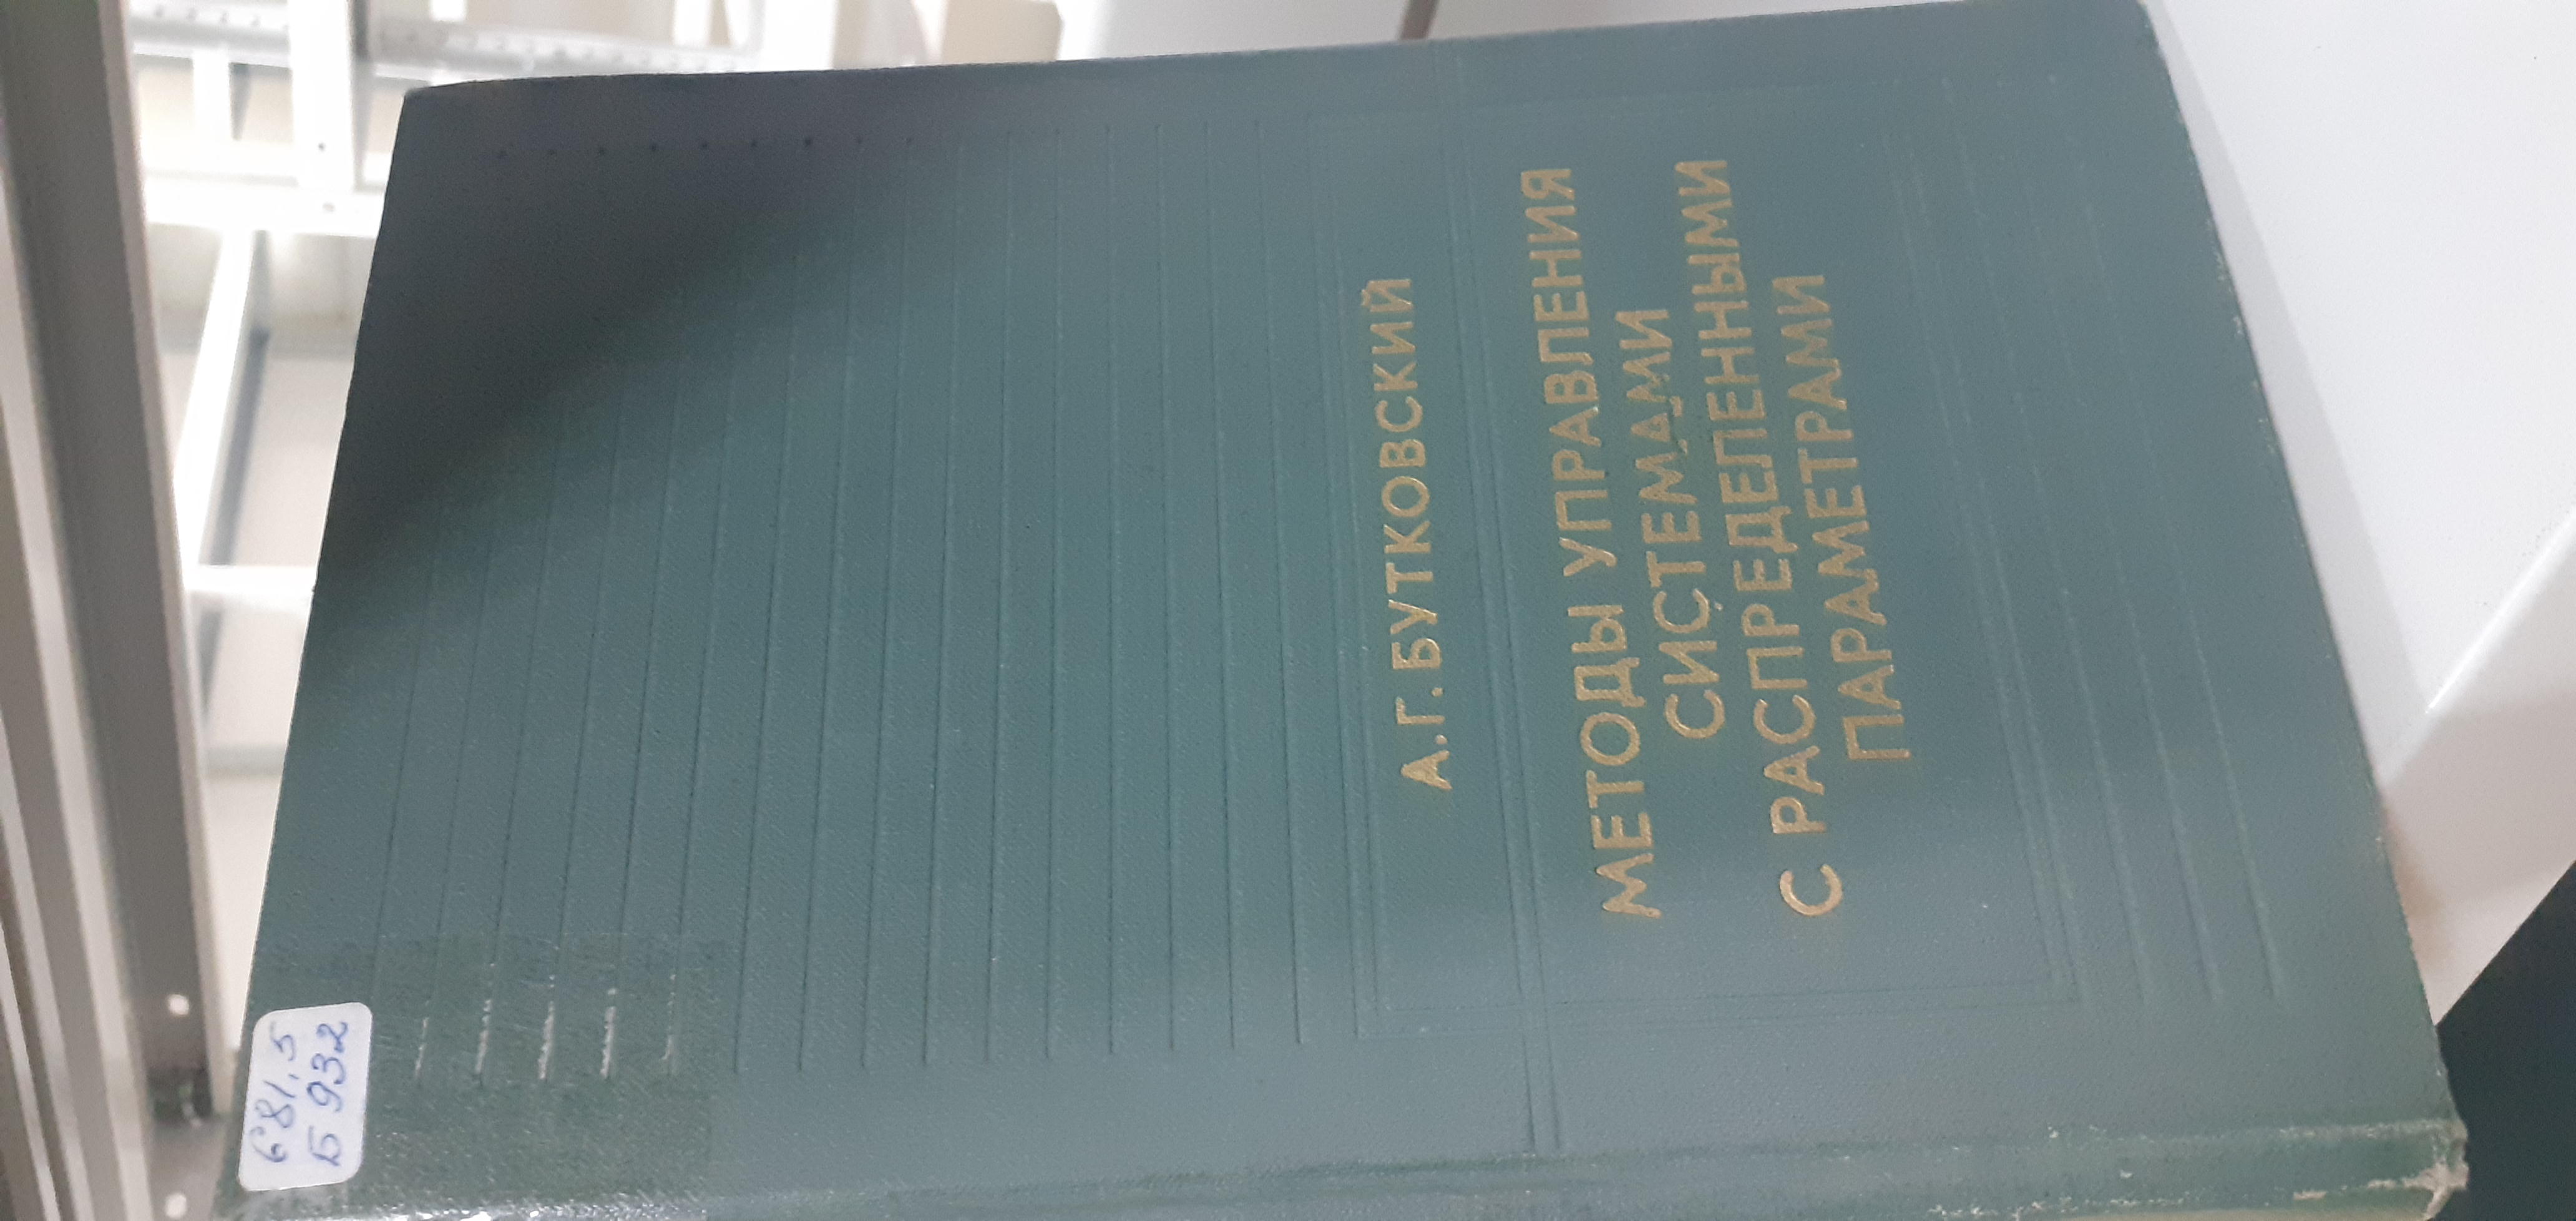 681.5
Б 932
А.Г. БУТКОВСКИЙ
МЕТОДЫ УПРАВЛЕНИЯ
СИСТЕМАМИ
С РАСПРЕДЕЛЕННЫМИ
ПАРАМЕТРАМИ